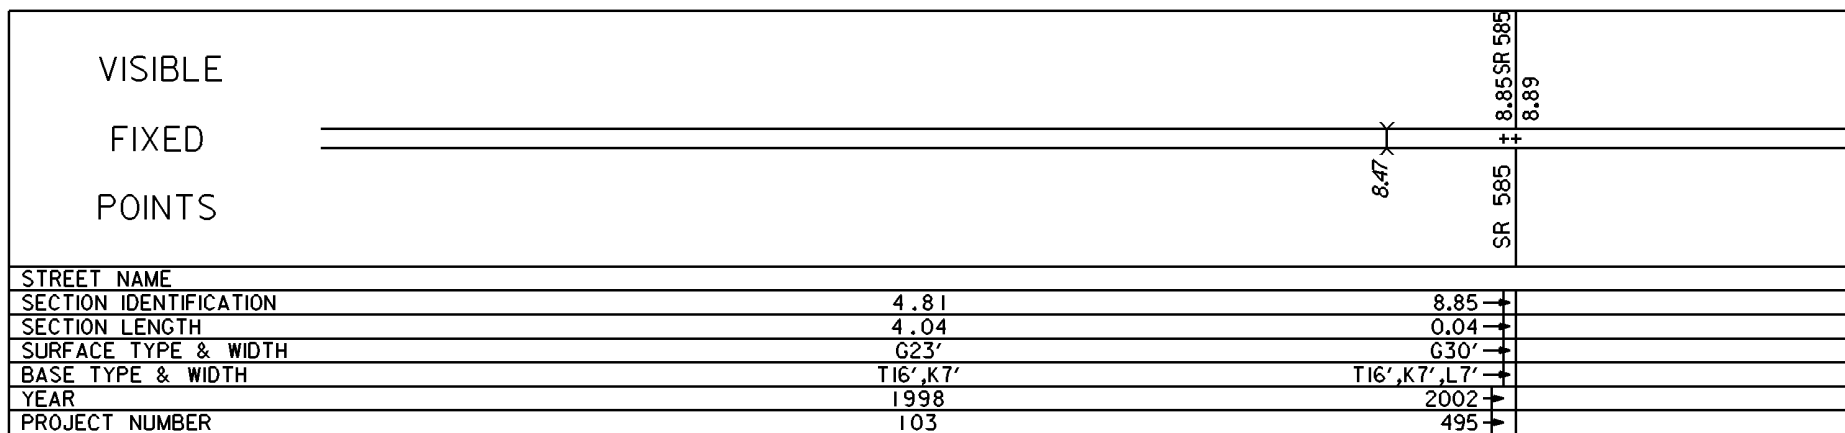 VISIBLE
FIXED
POINTS
8.47
8.85 SR 585
8.89
++
SR 585
STREET NAME
SECTION IDENTIFICATION 4.81 8.85
SECTION LENGTH 4.04 0.04
SURFACE TYPE & WIDTH G23' G30'
BASE TYPE & WIDTH T16',K7' T16',K7',L7'
YEAR 1998 2002
PROJECT NUMBER 103 495